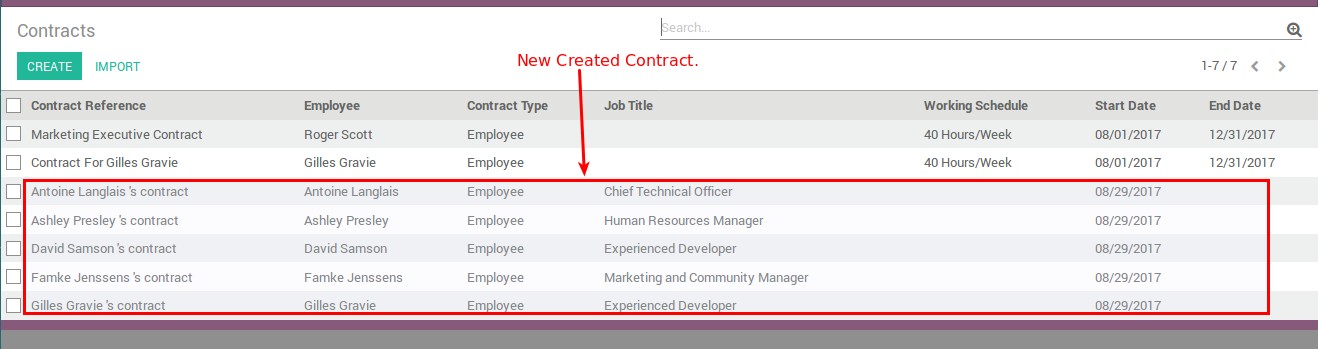 Contracts
Search...
New Created Contract.
CREATE IMPORT
1-7 / 7
Contract Reference Employee Contract Type Job Title Working Schedule Start Date End Date
Marketing Executive Contract Roger Scott Employee 40 Hours/Week 08/01/2017 12/31/2017
Contract For Gilles Gravie Gilles Gravie Employee 40 Hours/Week 08/01/2017 12/31/2017
Antoine Langlais 's contract Antoine Langlais Employee Chief Technical Officer 08/29/2017
Ashley Presley 's contract Ashley Presley Employee Human Resources Manager 08/29/2017
David Samson 's contract David Samson Employee Experienced Developer 08/29/2017
Famke Jenssens 's contract Famke Jenssens Employee Marketing and Community Manager 08/29/2017
Gilles Gravie 's contract Gilles Gravie Employee Experienced Developer 08/29/2017